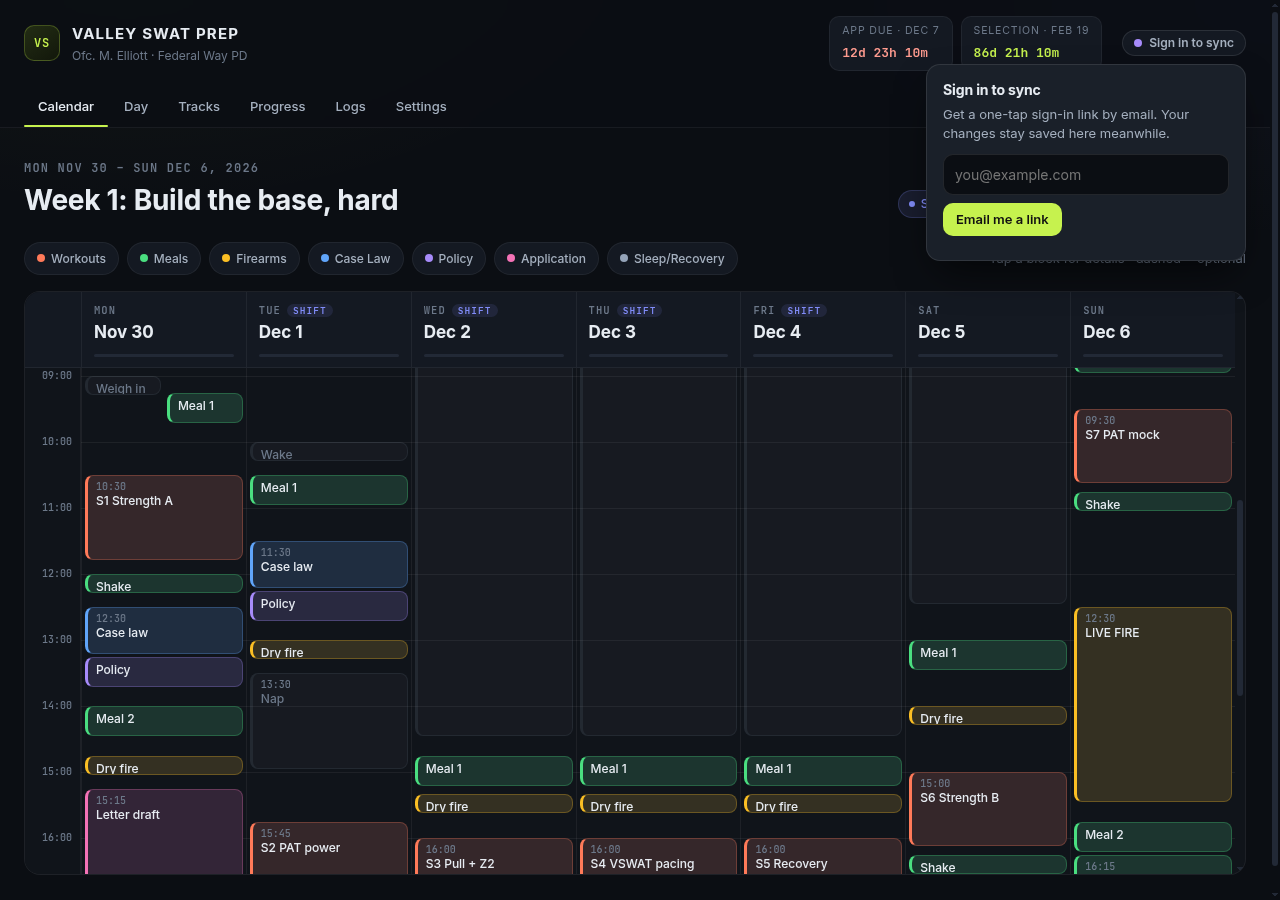 VS
VALLEY SWAT PREP
Ofc. M. Elliott · Federal Way PD
APP DUE · DEC 7
12d 23h 10m
SELECTION · FEB 19
86d 21h 10m
Sign in to sync
Calendar
Day
Tracks
Progress
Logs
Settings
Sign in to sync
Get a one-tap sign-in link by email. Your
changes stay saved here meanwhile.
you@example.com
Email me a link
MON NOV 30 – SUN DEC 6, 2026
Week 1: Build the base, hard
Workouts
Meals
Firearms
Case Law
Policy
Application
Sleep/Recovery
MON
Nov 30
TUE SHIFT
Dec 1
WED SHIFT
Dec 2
THU SHIFT
Dec 3
FRI SHIFT
Dec 4
SAT
Dec 5
SUN
Dec 6
09:00
10:00
11:00
12:00
13:00
14:00
15:00
16:00
Weigh in
Meal 1
10:30
S1 Strength A
Shake
12:30
Case law
Policy
Meal 2
Dry fire
15:15
Letter draft
Wake
Meal 1
11:30
Case law
Policy
Dry fire
13:30
Nap
15:45
S2 PAT power
Meal 1
Dry fire
16:00
S3 Pull + Z2
Meal 1
Dry fire
16:00
S4 VSWAT pacing
Meal 1
Dry fire
16:00
S5 Recovery
Meal 1
Dry fire
15:00
S6 Strength B
Shake
09:30
S7 PAT mock
Shake
12:30
LIVE FIRE
Meal 2
16:15